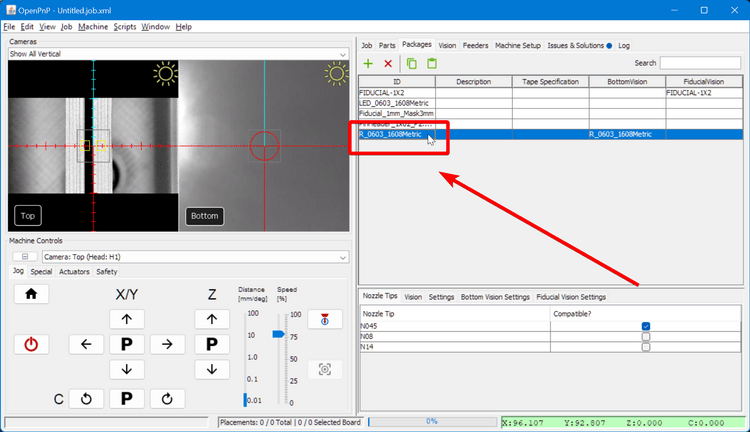 OpenPnP - Untitled.job.xml
File Edit View Job Machine Scripts Window Help
Cameras
Show All Vertical
Top
Bottom
Machine Controls
Camera: Top (Head: H1)
Jog Special Actuators Safety
X/Y Z
Distance [mm/deg]
Speed [%]
100
10
1.0
0.1
0.01
100
75
50
25
0
P P
C P
Job Parts Packages Vision Feeders Machine Setup Issues & Solutions Log
Search
ID Description Tape Specification BottomVision FiducialVision
FIDUCIAL-1X2 FIDUCIAL-1X2
LED_0603_1608Metric
Fiducial_1mm_Mask3mm
R_0603_1608Metric R_0603_1608Metric
Nozzle Tips Vision Settings Bottom Vision Settings Fiducial Vision Settings
Nozzle Tip Compatible?
N045
N08
N14
Placements: 0 / 0 Total | 0 / 0 Selected Board
0%
X:96.107 Y:92.807 Z:0.000 C:0.000